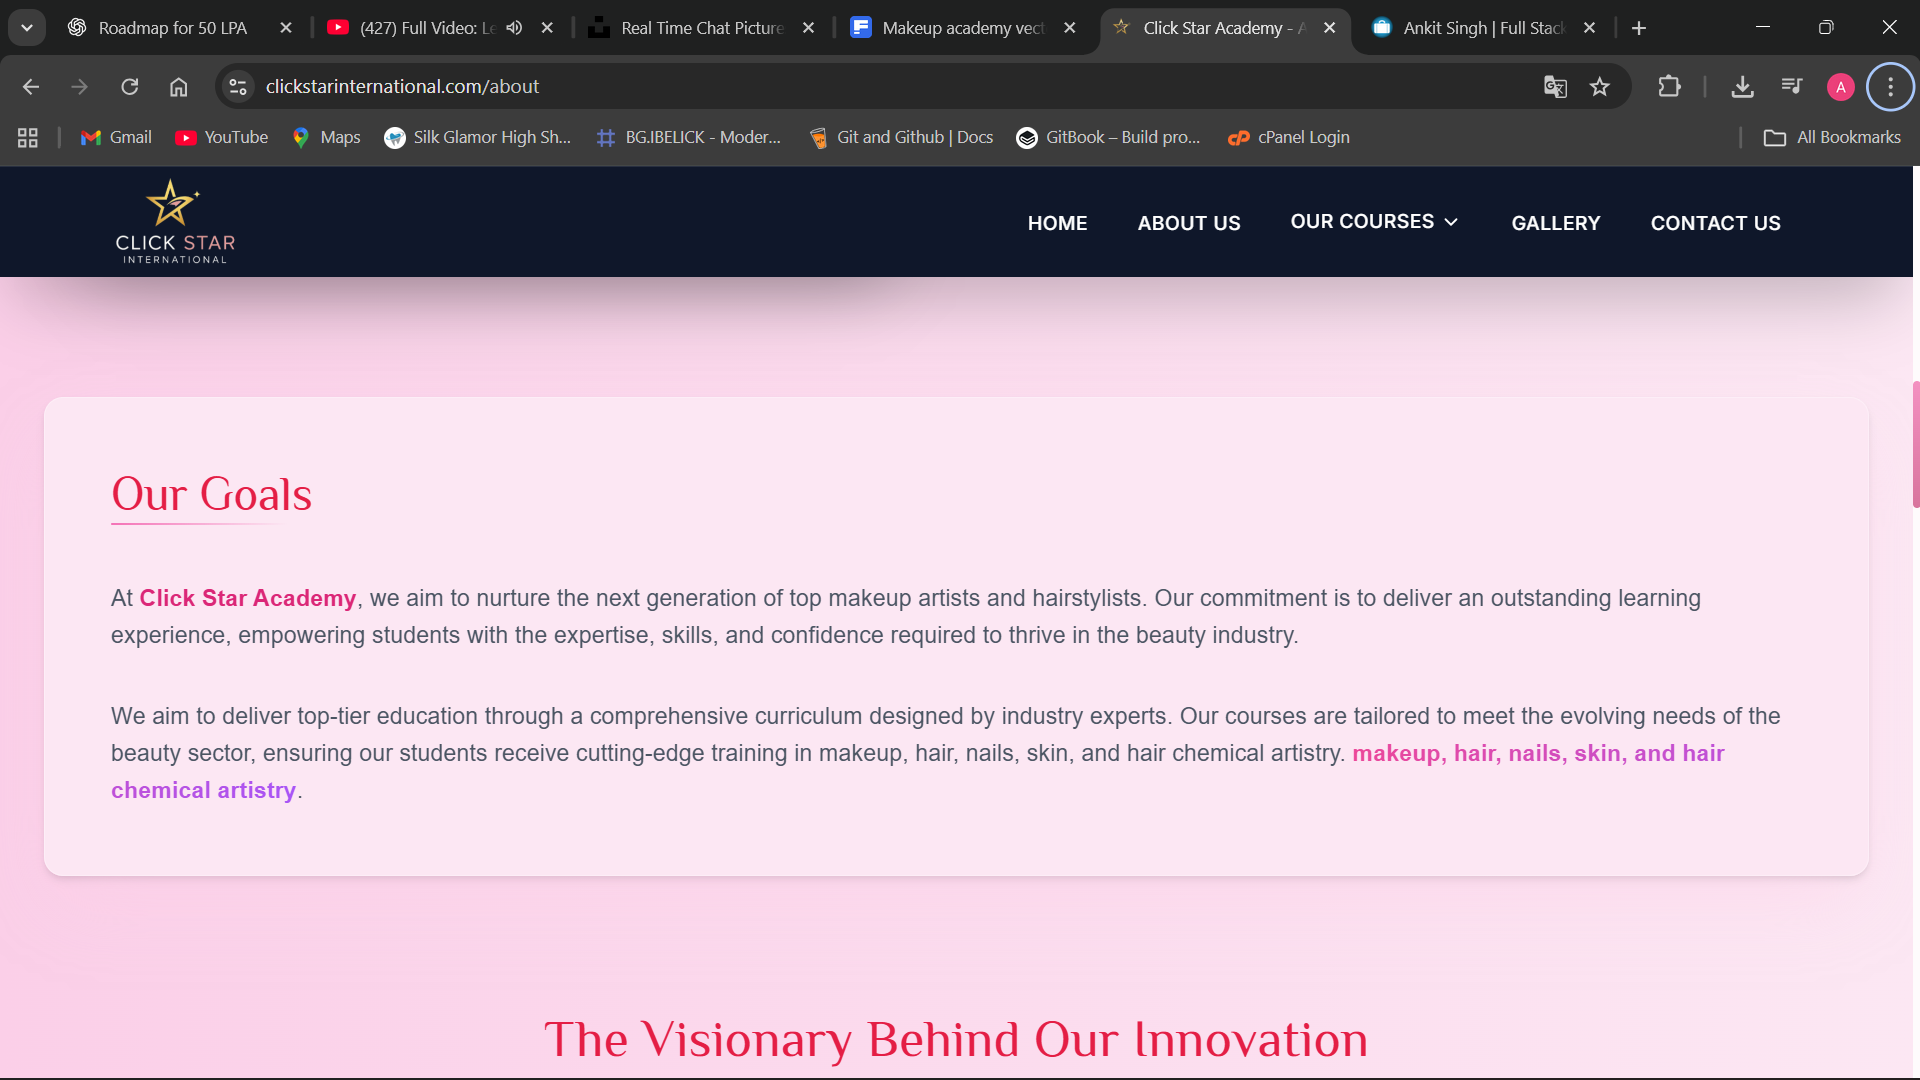 Roadmap for 50 LPA
(427) Full Video: Le
Real Time Chat Picture
Makeup academy vect
Click Star Academy - A
Ankit Singh | Full Stack
clickstarinternational.com/about
A
Gmail
YouTube
Maps
Silk Glamor High Sh...
BG.IBELICK - Moder...
Git and Github | Docs
GitBook – Build pro...
cPanel Login
All Bookmarks
CLICK STAR
INTERNATIONAL
HOME
ABOUT US
OUR COURSES
GALLERY
CONTACT US
Our Goals
At Click Star Academy, we aim to nurture the next generation of top makeup artists and hairstylists. Our commitment is to deliver an outstanding learning
experience, empowering students with the expertise, skills, and confidence required to thrive in the beauty industry.
We aim to deliver top-tier education through a comprehensive curriculum designed by industry experts. Our courses are tailored to meet the evolving needs of the
beauty sector, ensuring our students receive cutting-edge training in makeup, hair, nails, skin, and hair chemical artistry. makeup, hair, nails, skin, and hair
chemical artistry.
The Visionary Behind Our Innovation